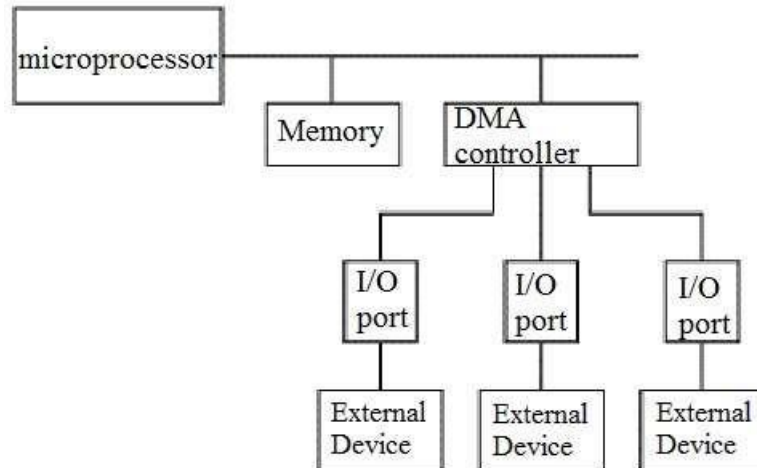 microprocessor
Memory
DMA
controller
I/O
port
I/O
port
I/O
port
External
Device
External
Device
External
Device